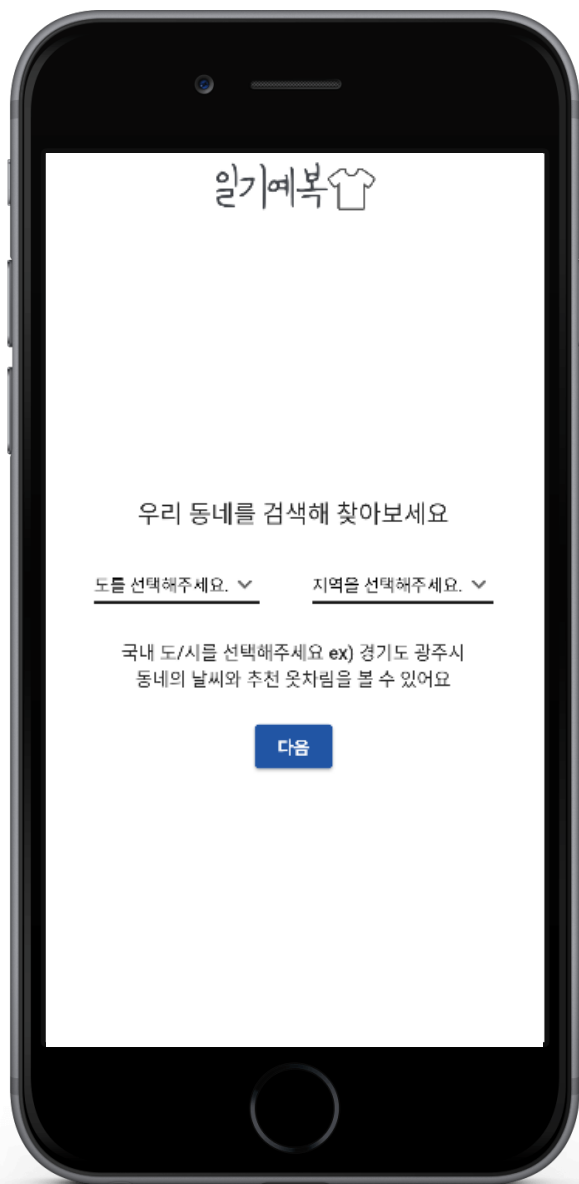 일기예복
우리 동네를 검색해 찾아보세요
도를 선택해주세요. 지역을 선택해주세요.
국내 도/시를 선택해주세요 ex) 경기도 광주시
동네의 날씨와 추천 옷차림을 볼 수 있어요
다음